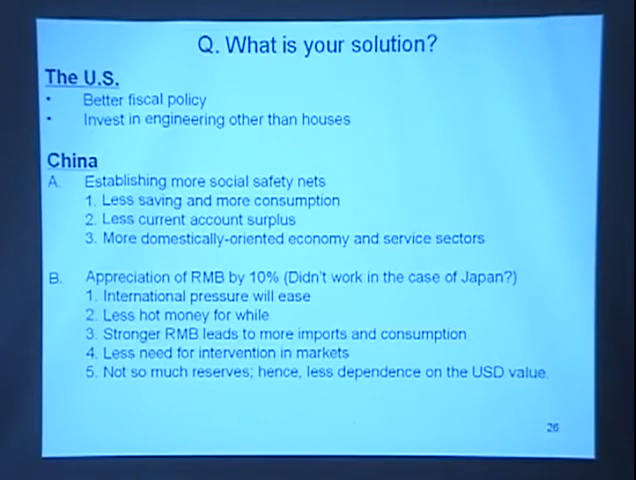 Q. What is your solution?
The U.S.
• Better fiscal policy
• Invest in engineering other than houses
China
A. Establishing more social safety nets
1. Less saving and more consumption
2. Less current account surplus
3. More domestically-oriented economy and service sectors
B. Appreciation of RMB by 10% (Didn't work in the case of Japan?)
1. International pressure will ease
2. Less hot money for while
3. Stronger RMB leads to more imports and consumption
4. Less need for intervention in markets
5. Not so much reserves; hence, less dependence on the USD value.
26